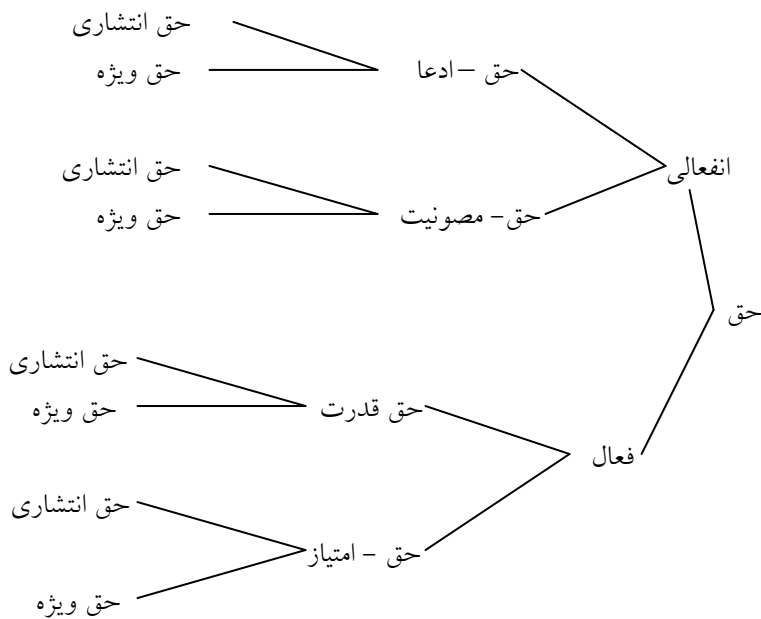 حق انتشاری
حق – ادعا
حق ویژه
حق انتشاری
انفعالی
حق ویژه
حق– مصونیت
حق
حق انتشاری
حق ویژه
حق قدرت
فعال
حق انتشاری
حق – امتیاز
حق ویژه